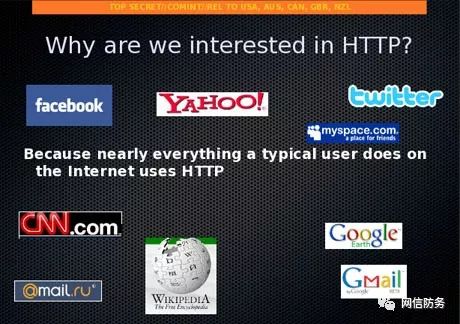 TOP SECRET//COMINT//REL TO USA, AUS, CAN, GBR, NZL
Why are we interested in HTTP?
facebook
YAHOO!
twitter
myspace.com
a place for friends
Because nearly everything a typical user does on
the Internet uses HTTP
CNN.com
Google
Earth
@mail.ru
WIKIPEDIA
The Free Encyclopedia
Gmail
by Google
BETA
网信防务